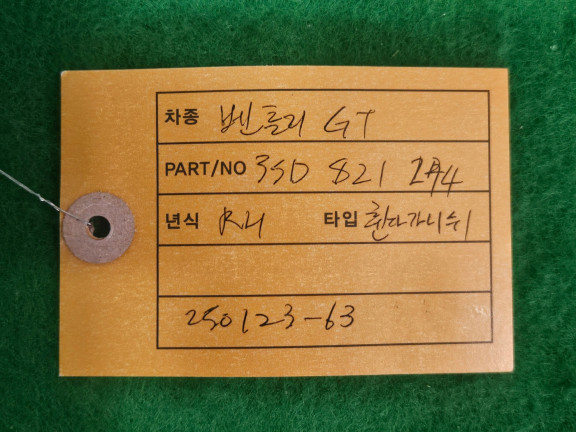 차종 벤틀리 GT
PART/NO 3SD 821 2A4
년식 RH 타입 휀다가니쉬
250123-63